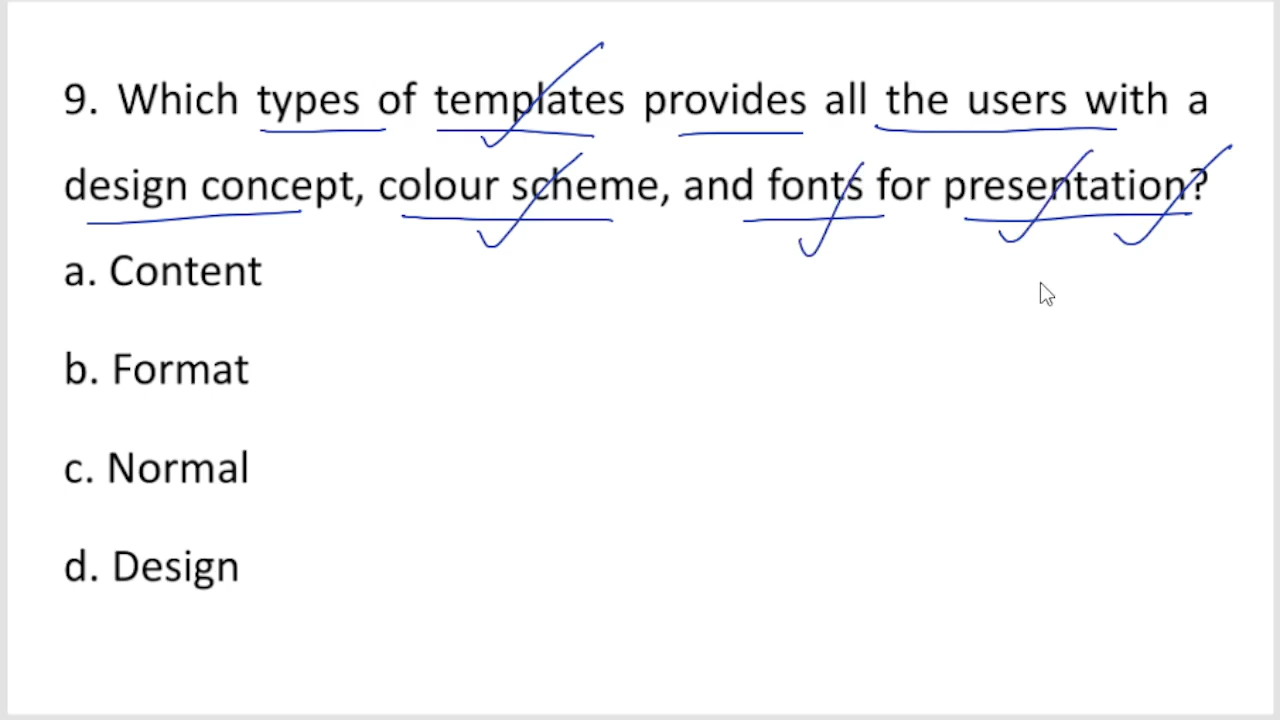 9. Which types of templates provides all the users with a
design concept, colour scheme, and fonts for presentation?
a. Content
b. Format
c. Normal
d. Design